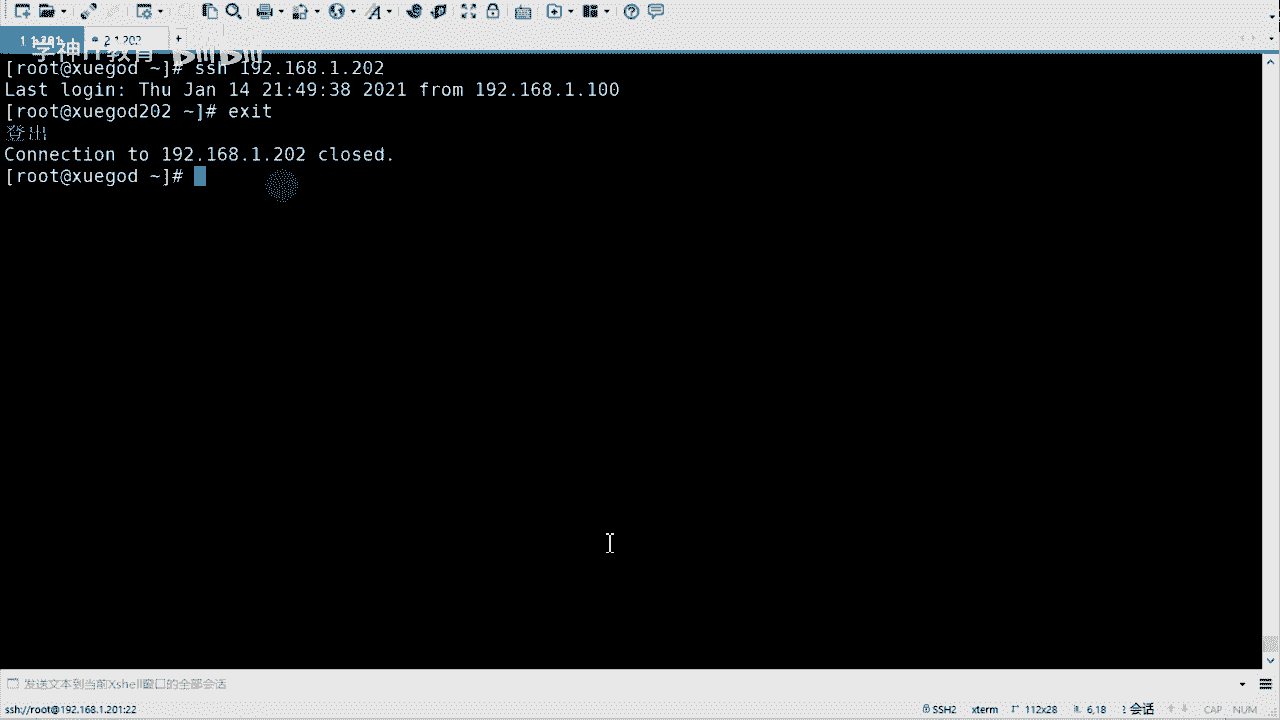 1 1.201
2 1.202
+
学神IT教育
bilibili
[root@xuegod ~]# ssh 192.168.1.202
Last login: Thu Jan 14 21:49:38 2021 from 192.168.1.100
[root@xuegod202 ~]# exit
登出
Connection to 192.168.1.202 closed.
[root@xuegod ~]#
发送文本到当前Xshell窗口的全部会话
ssh://root@192.168.1.201:22
SSH2
xterm
112x28
6,18
会话
CAP
NUM